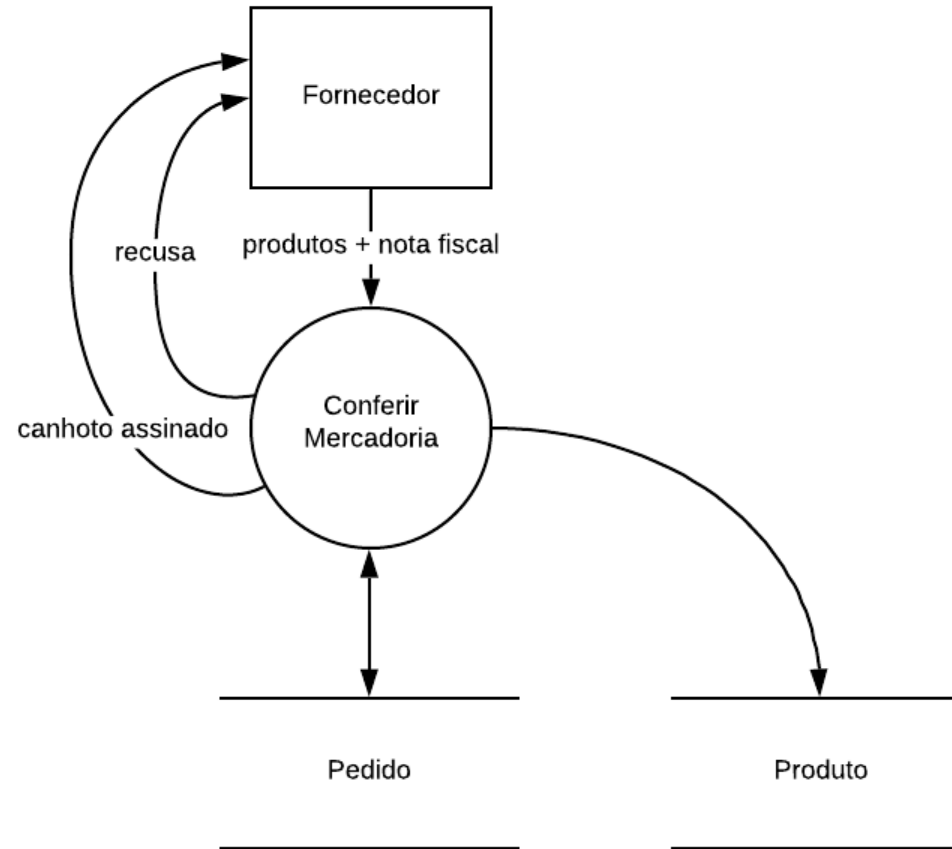 Fornecedor
recusa
produtos + nota fiscal
Conferir
Mercadoria
canhoto assinado
Pedido
Produto